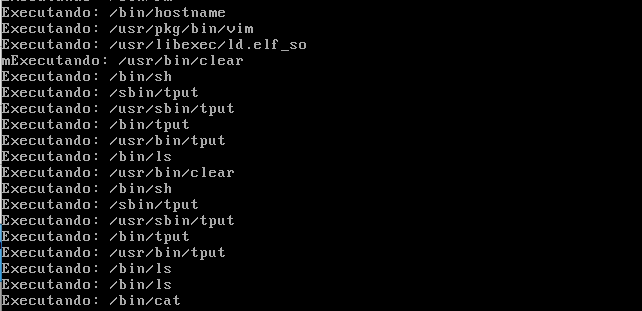 Executando: /bin/hostname
Executando: /usr/pkg/bin/vim
Executando: /usr/libexec/ld.elf_so
mExecutando: /usr/bin/clear
Executando: /bin/sh
Executando: /sbin/tput
Executando: /usr/sbin/tput
Executando: /bin/tput
Executando: /usr/bin/tput
Executando: /bin/ls
Executando: /usr/bin/clear
Executando: /bin/sh
Executando: /sbin/tput
Executando: /usr/sbin/tput
Executando: /bin/tput
Executando: /usr/bin/tput
Executando: /bin/ls
Executando: /bin/ls
Executando: /bin/cat